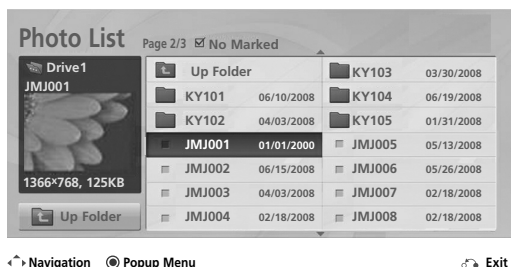 Photo List Page 2/3 No Marked
Drive1
JMJ001
1366×768, 125KB
Up Folder
Up Folder
KY101 06/10/2008
KY102 04/03/2008
JMJ001 01/01/2000
JMJ002 06/15/2008
JMJ003 04/03/2008
JMJ004 02/18/2008
KY103 03/30/2008
KY104 06/19/2008
KY105 01/31/2008
JMJ005 05/13/2008
JMJ006 05/26/2008
JMJ007 02/18/2008
JMJ008 02/18/2008
Navigation Popup Menu Exit